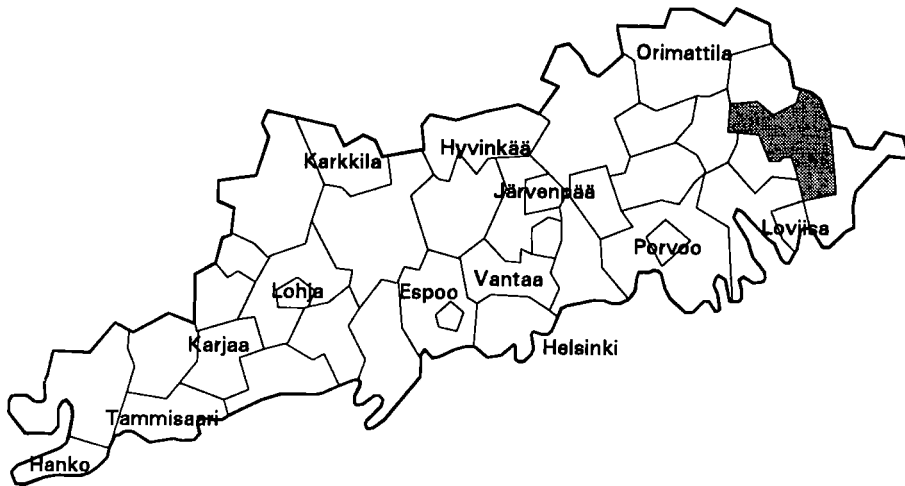 Orimattila
Hyvinkää
Karkkila
Järvenpää
Loviisa
Porvoo
Vantaa
Lohja
Espoo
Karjaa
Helsinki
Tammisaari
Hanko